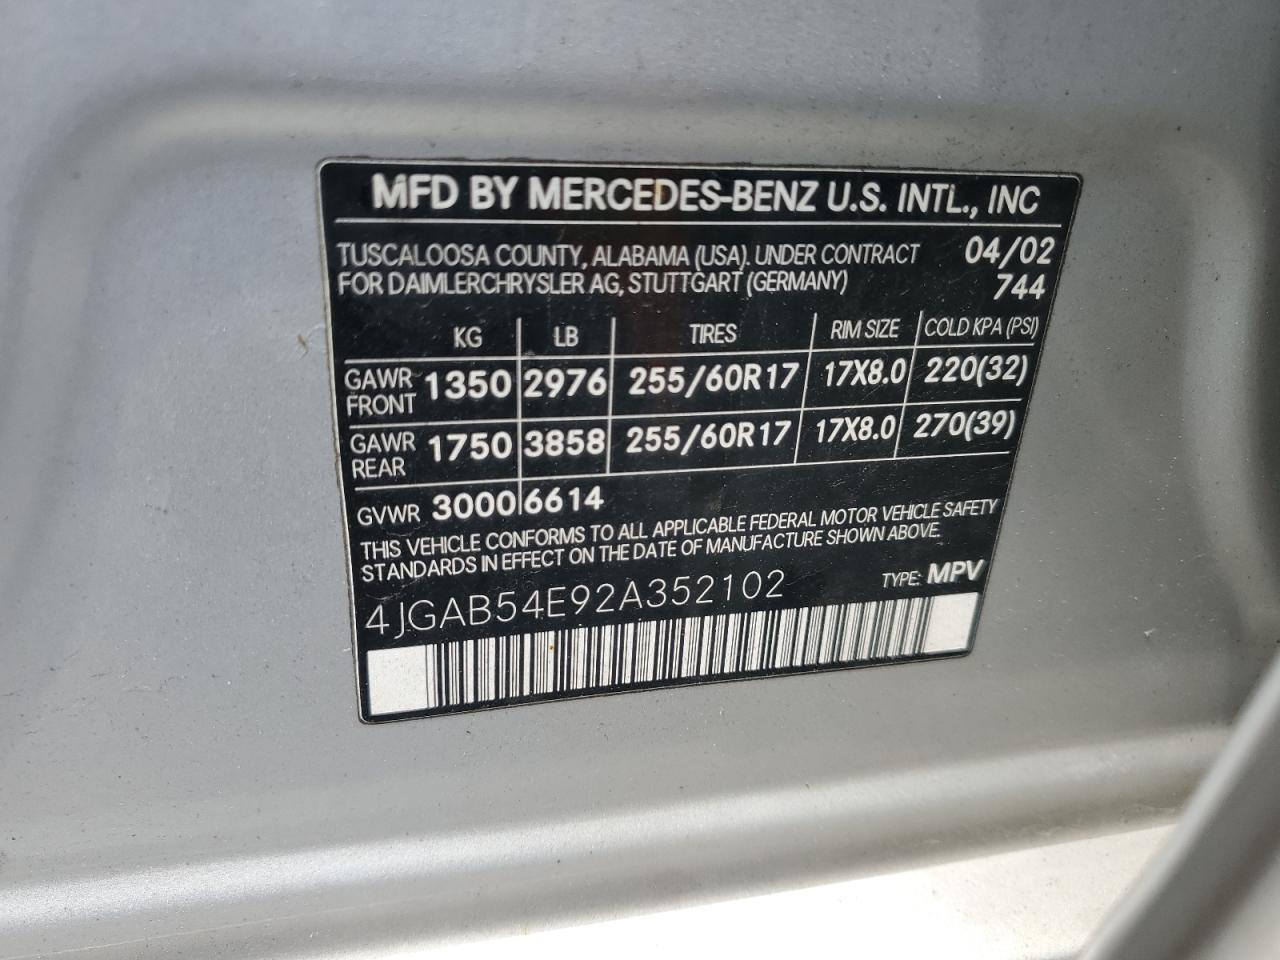 MFD BY MERCEDES-BENZ U.S. INTL., INC
TUSCALOOSA COUNTY, ALABAMA (USA). UNDER CONTRACT 04/02
FOR DAIMLERCHRYSLER AG, STUTTGART (GERMANY) 744
KG LB TIRES RIM SIZE COLD KPA (PSI)
GAWR FRONT 1350 2976 255/60R17 17X8.0 220(32)
GAWR REAR 1750 3858 255/60R17 17X8.0 270(39)
GVWR 3000 6614
THIS VEHICLE CONFORMS TO ALL APPLICABLE FEDERAL MOTOR VEHICLE SAFETY
STANDARDS IN EFFECT ON THE DATE OF MANUFACTURE SHOWN ABOVE.
4JGAB54E92A352102 TYPE: MPV